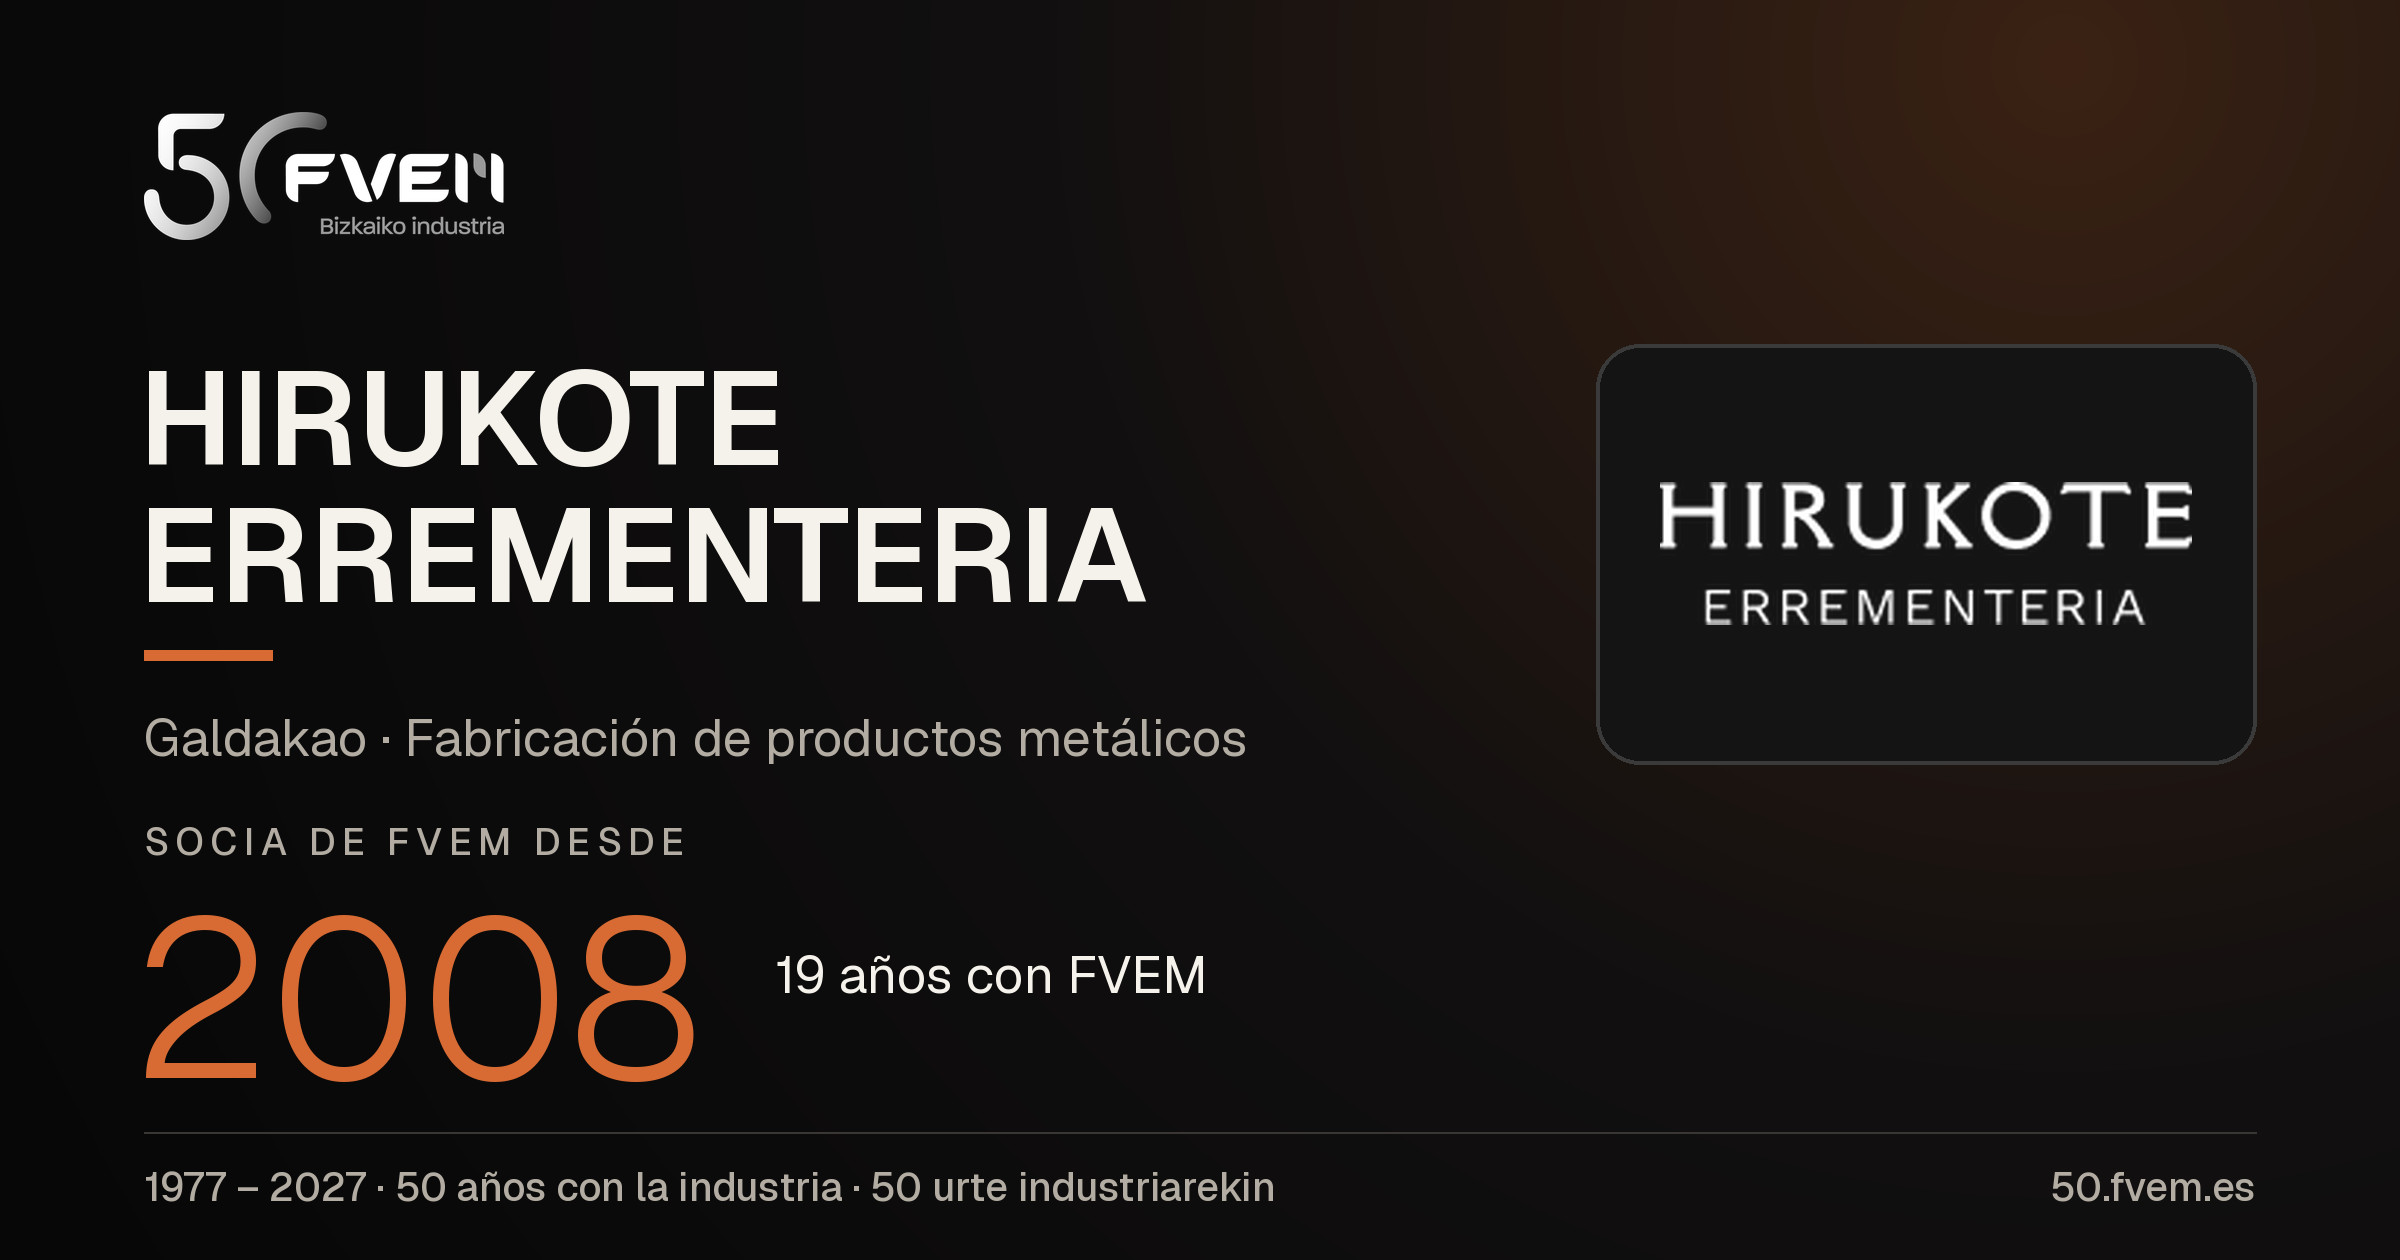 50 FVEM
Bizkaiko industria
HIRUKOTE
ERREMENTERIA
HIRUKOTE
ERREMENTERIA
Galdakao · Fabricación de productos metálicos
SOCIA DE FVEM DESDE
2008
19 años con FVEM
1977 – 2027 · 50 años con la industria · 50 urte industriarekin
50.fvem.es